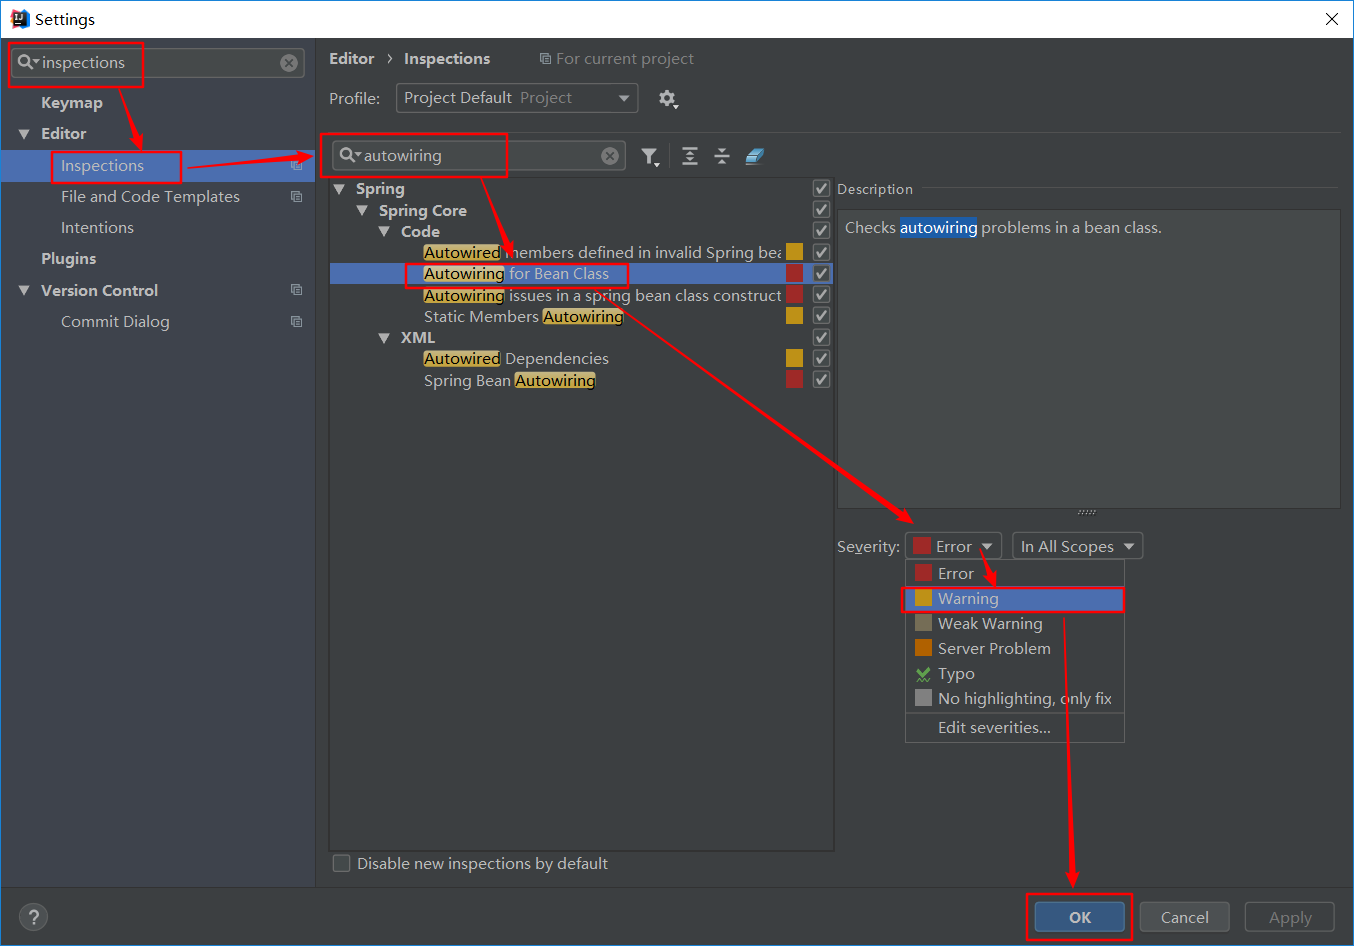 Settings
inspections
Keymap
Editor
Inspections
File and Code Templates
Intentions
Plugins
Version Control
Commit Dialog
Editor › Inspections For current project
Profile: Project Default Project
autowiring
Spring
Spring Core
Code
Autowired members defined in invalid Spring bea
Autowiring for Bean Class
Autowiring issues in a spring bean class construct
Static Members Autowiring
XML
Autowired Dependencies
Spring Bean Autowiring
Description
Checks autowiring problems in a bean class.
Severity: Error In All Scopes
Error
Warning
Weak Warning
Server Problem
Typo
No highlighting, only fix
Edit severities...
Disable new inspections by default
?
OK Cancel Apply